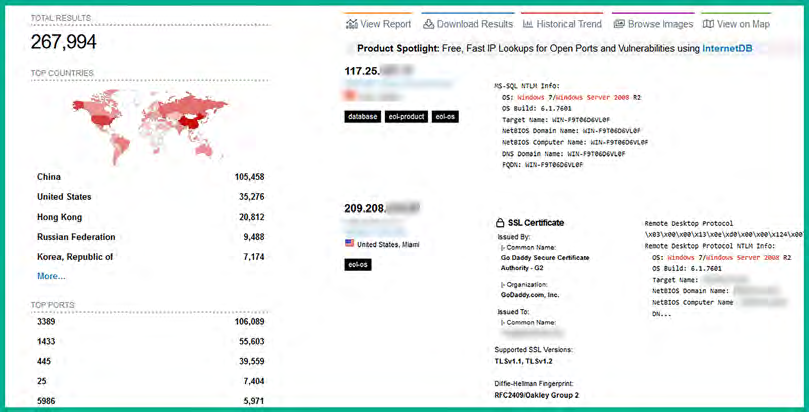 TOTAL RESULTS
267,994
TOP COUNTRIES
China 105,458
United States 35,276
Hong Kong 20,812
Russian Federation 9,488
Korea, Republic of 7,174
More...
TOP PORTS
3389 106,089
1433 55,603
445 39,559
25 7,404
5986 5,971
View Report Download Results Historical Trend Browse Images View on Map
Product Spotlight: Free, Fast IP Lookups for Open Ports and Vulnerabilities using InternetDB
117.25.
database eol-product eol-os
MS-SQL NTLM Info:
OS: Windows 7/Windows Server 2008 R2
OS Build: 6.1.7601
Target Name: WIN-F9T06D6VL0F
NetBIOS Domain Name: WIN-F9T06D6VL0F
NetBIOS Computer Name: WIN-F9T06D6VL0F
DNS Domain Name: WIN-F9T06D6VL0F
FQDN: WIN-F9T06D6VL0F
209.208.
United States, Miami
eol-os
SSL Certificate
Issued By:
|- Common Name:
Go Daddy Secure Certificate
Authority - G2
|- Organization:
GoDaddy.com, Inc.
Issued To:
|- Common Name:
Supported SSL Versions:
TLSv1.1, TLSv1.2
Diffie-Hellman Fingerprint:
RFC2409/Oakley Group 2
Remote Desktop Protocol
\x03\x00\x00\x13\x0e\xd0\x00\x00\x124\x00
Remote Desktop Protocol NTLM Info:
OS: Windows 7/Windows Server 2008 R2
OS Build: 6.1.7601
Target Name:
NetBIOS Domain Name:
NetBIOS Computer Name
DN...